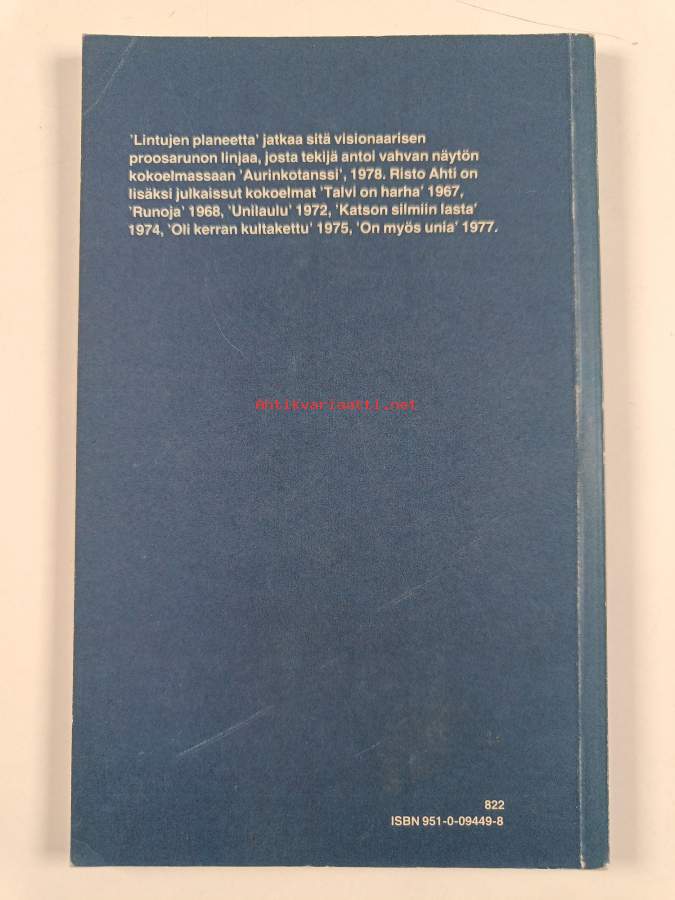 'Lintujen planeetta' jatkaa sitä visionaarisen
proosarunon linjaa, josta tekijä antoi vahvan näytön
kokoelmassaan 'Aurinkotanssi', 1978. Risto Ahti on
lisäksi julkaissut kokoelmat 'Talvi on harha' 1967,
'Runoja' 1968, 'Unilaulu' 1972, 'Katson silmiin lasta'
1974, 'Oli kerran kultakettu' 1975, 'On myös unia' 1977.
Antikvariaatti.net
822
ISBN 951-0-09449-8